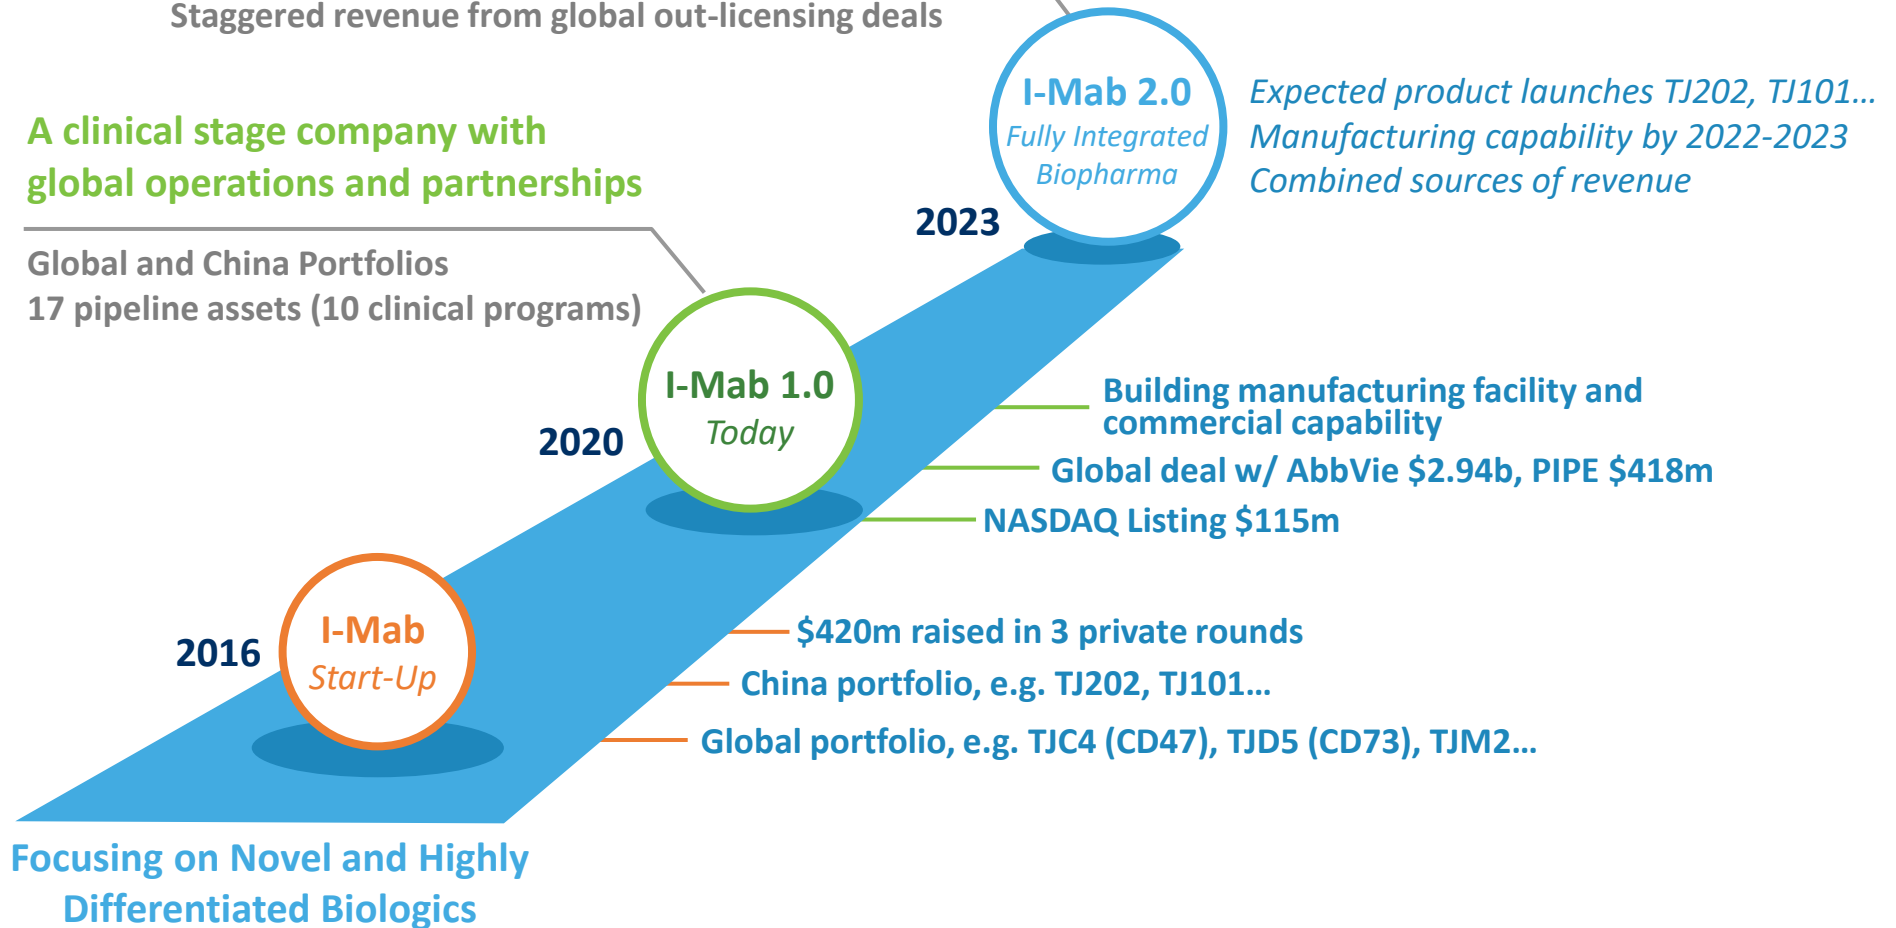 Staggered revenue from global out-licensing deals
I-Mab 2.0
Fully Integrated
Biopharma
Expected product launches TJ202, TJ101...
Manufacturing capability by 2022-2023
Combined sources of revenue
2023
A clinical stage company with
global operations and partnerships
Global and China Portfolios
17 pipeline assets (10 clinical programs)
I-Mab 1.0
Today
2020
Building manufacturing facility and
commercial capability
Global deal w/ AbbVie $2.94b, PIPE $418m
NASDAQ Listing $115m
I-Mab
Start-Up
2016
$420m raised in 3 private rounds
China portfolio, e.g. TJ202, TJ101...
Global portfolio, e.g. TJC4 (CD47), TJD5 (CD73), TJM2...
Focusing on Novel and Highly
Differentiated Biologics